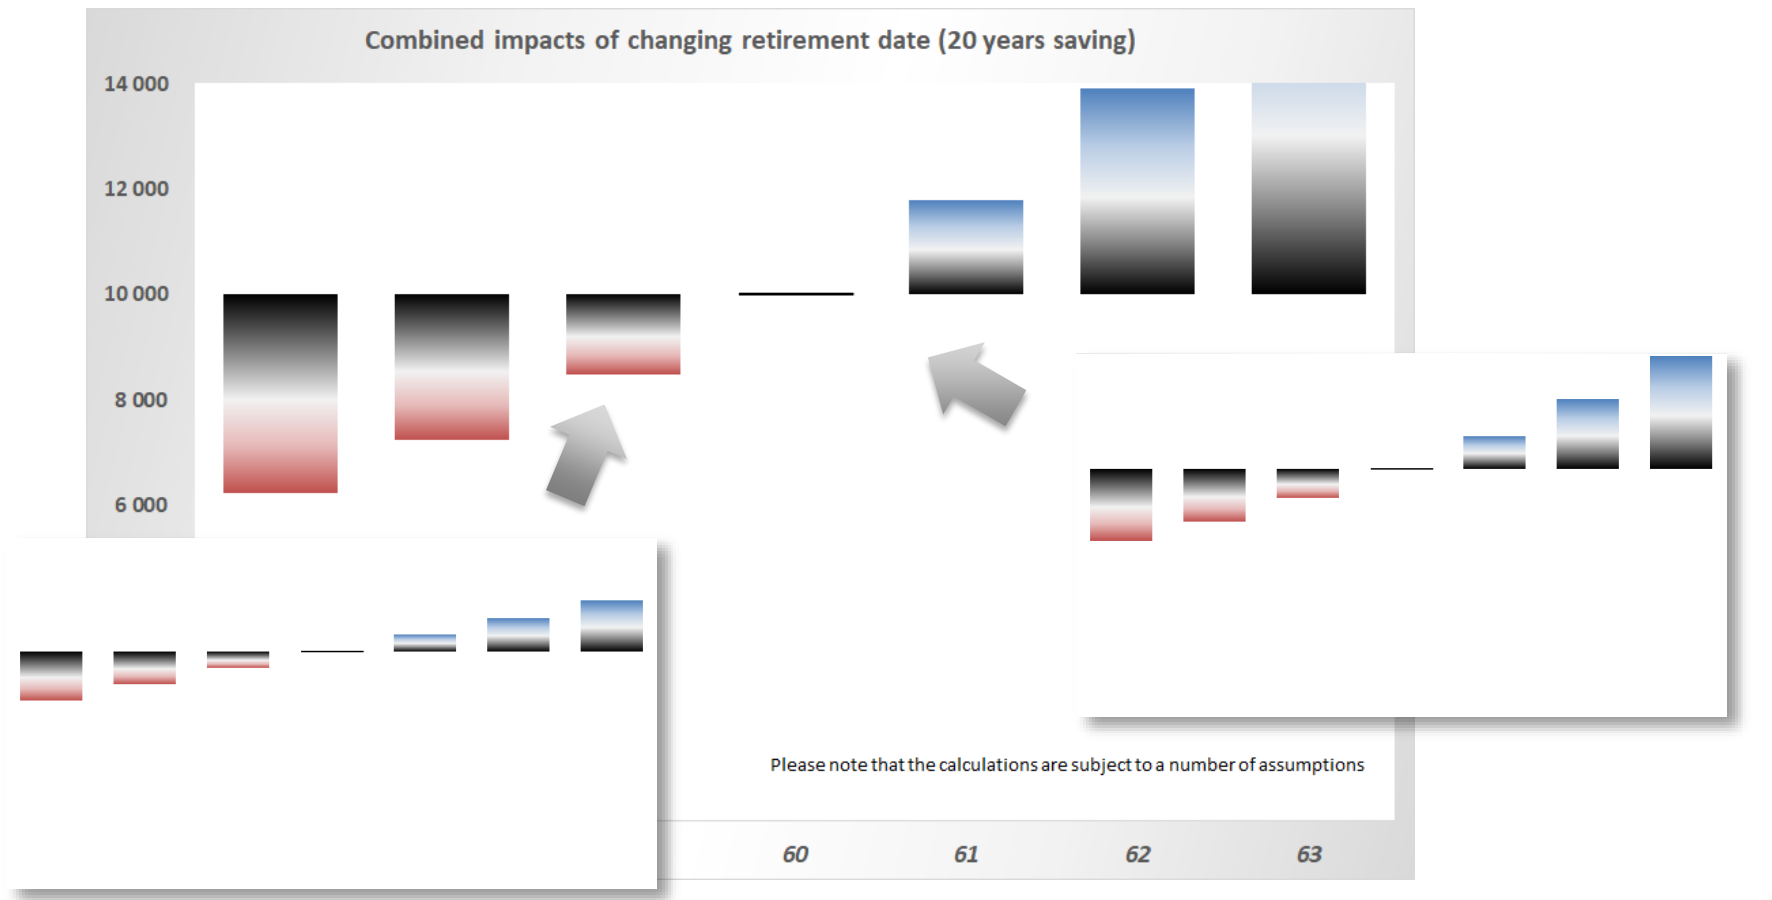 Combined impacts of changing retirement date (20 years saving)
14 000
12 000
10 000
8 000
6 000
Please note that the calculations are subject to a number of assumptions
60 61 62 63